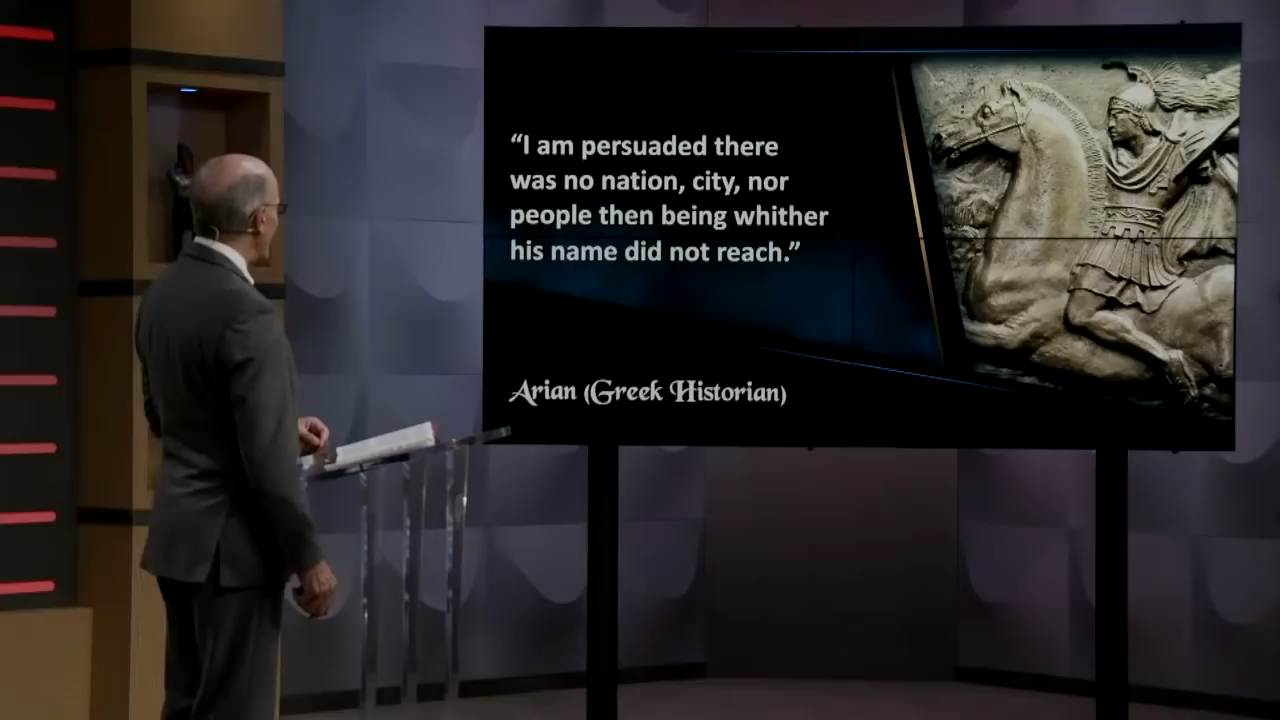 “I am persuaded there
was no nation, city, nor
people then being whither
his name did not reach.”
Arian (Greek Historian)